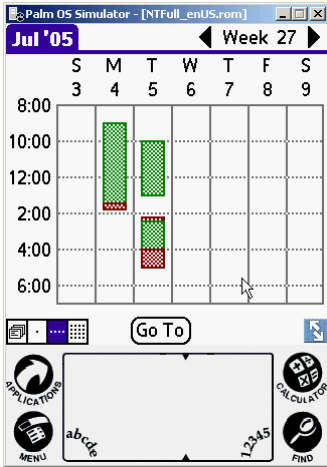 Palm OS Simulator - [NTFull_enUS.rom]
Jul '05
Week 27
S M T W T F S
3 4 5 6 7 8 9
8:00
10:00
12:00
2:00
4:00
6:00
Go To
APPLICATIONS
CALCULATOR
MENU
abcde
12345
FIND